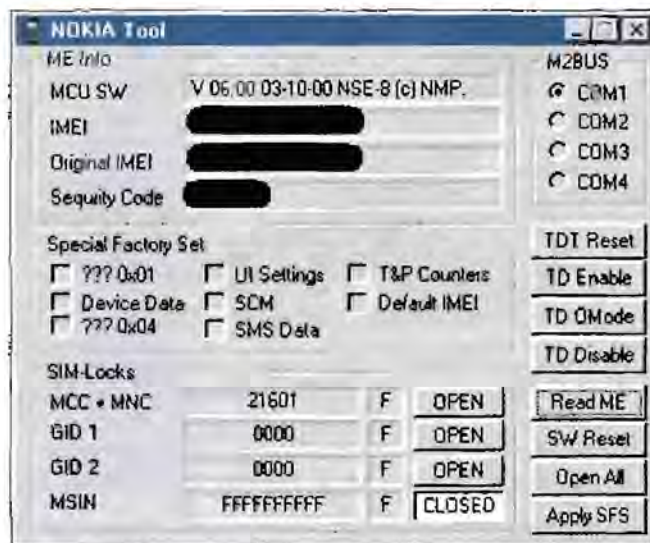 NOKIA Tool
ME Info
MCU SW V 06.00 03-10-00 NSE-8 (c) NMP.
IMEI
Original IMEI
Sequrity Code
M2BUS
COM1
COM2
COM3
COM4
Special Factory Set
??? 0x01 UI Settings T&P Counters
Device Data SCM Default IMEI
??? 0x04 SMS Data
TDT Reset
TD Enable
TD OMode
TD Disable
SIM-Locks
MCC + MNC 21601 F OPEN
GID 1 0000 F OPEN
GID 2 0000 F OPEN
MSIN FFFFFFFFFF F CLOSED
Read ME
SW Reset
Open All
Apply SFS